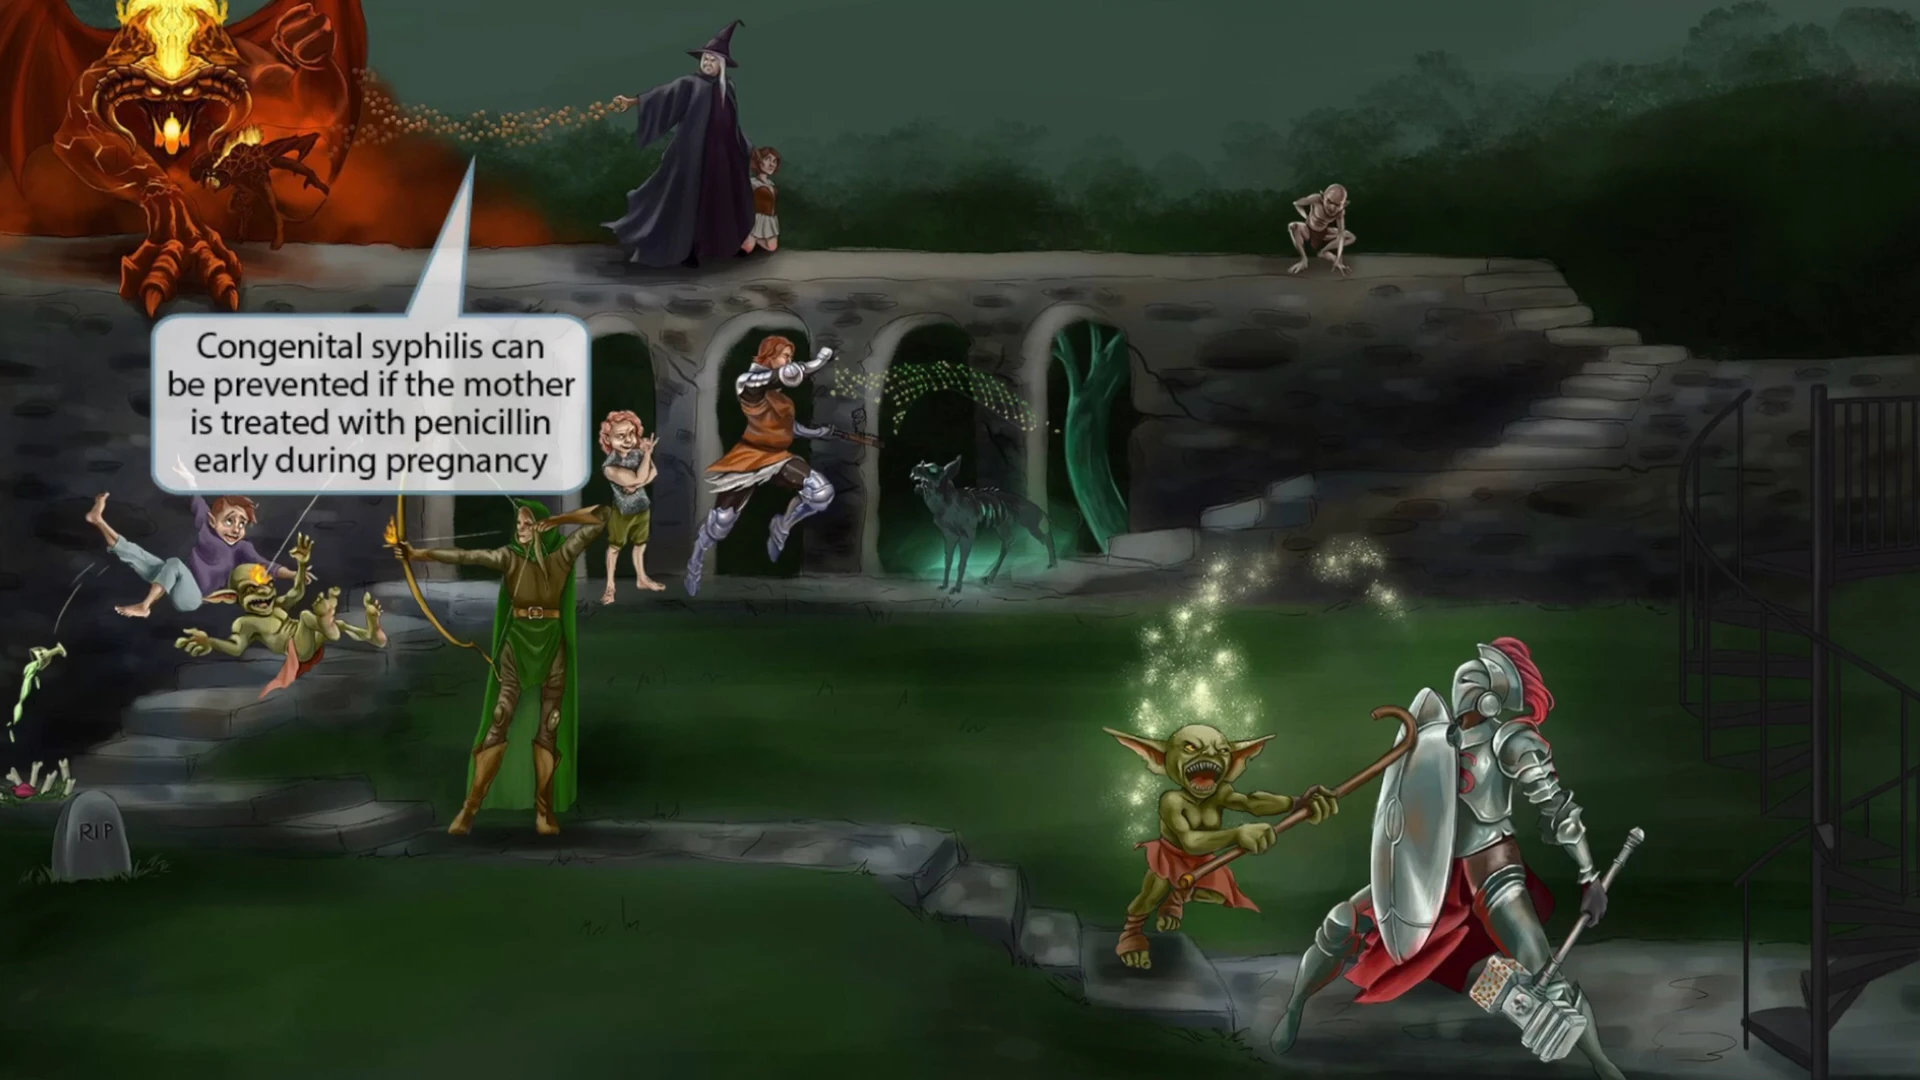 Congenital syphilis can
be prevented if the mother
is treated with penicillin
early during pregnancy
S
RIP